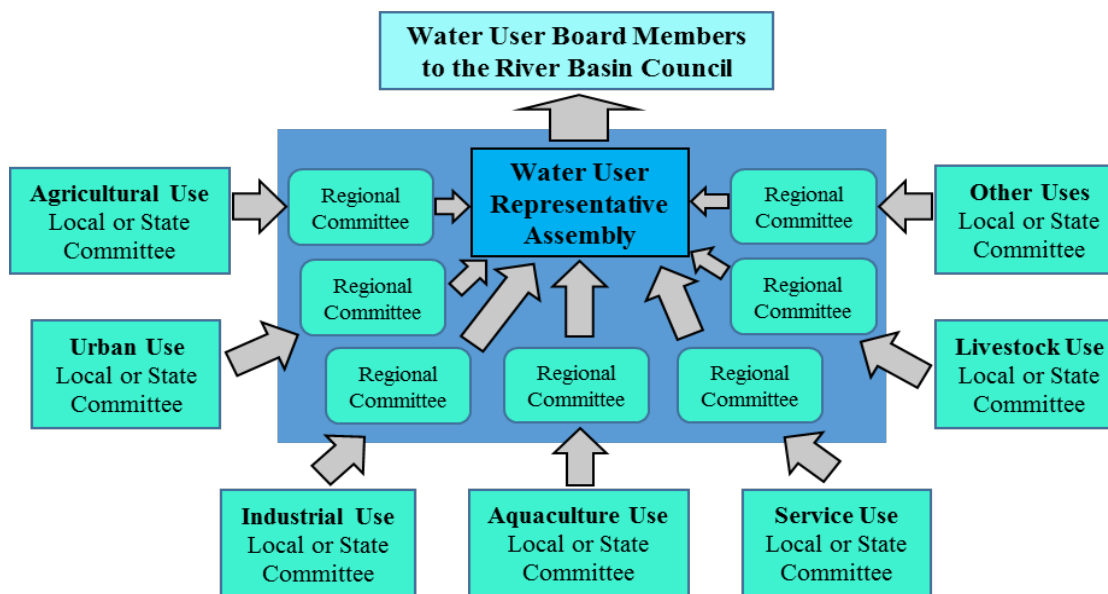 Water User Board Members
to the River Basin Council
Water User
Representative
Assembly
Agricultural Use
Local or State
Committee
Regional
Committee
Regional
Committee
Other Uses
Local or State
Committee
Regional
Committee
Regional
Committee
Urban Use
Local or State
Committee
Livestock Use
Local or State
Committee
Regional
Committee
Regional
Committee
Regional
Committee
Industrial Use
Local or State
Committee
Aquaculture Use
Local or State
Committee
Service Use
Local or State
Committee